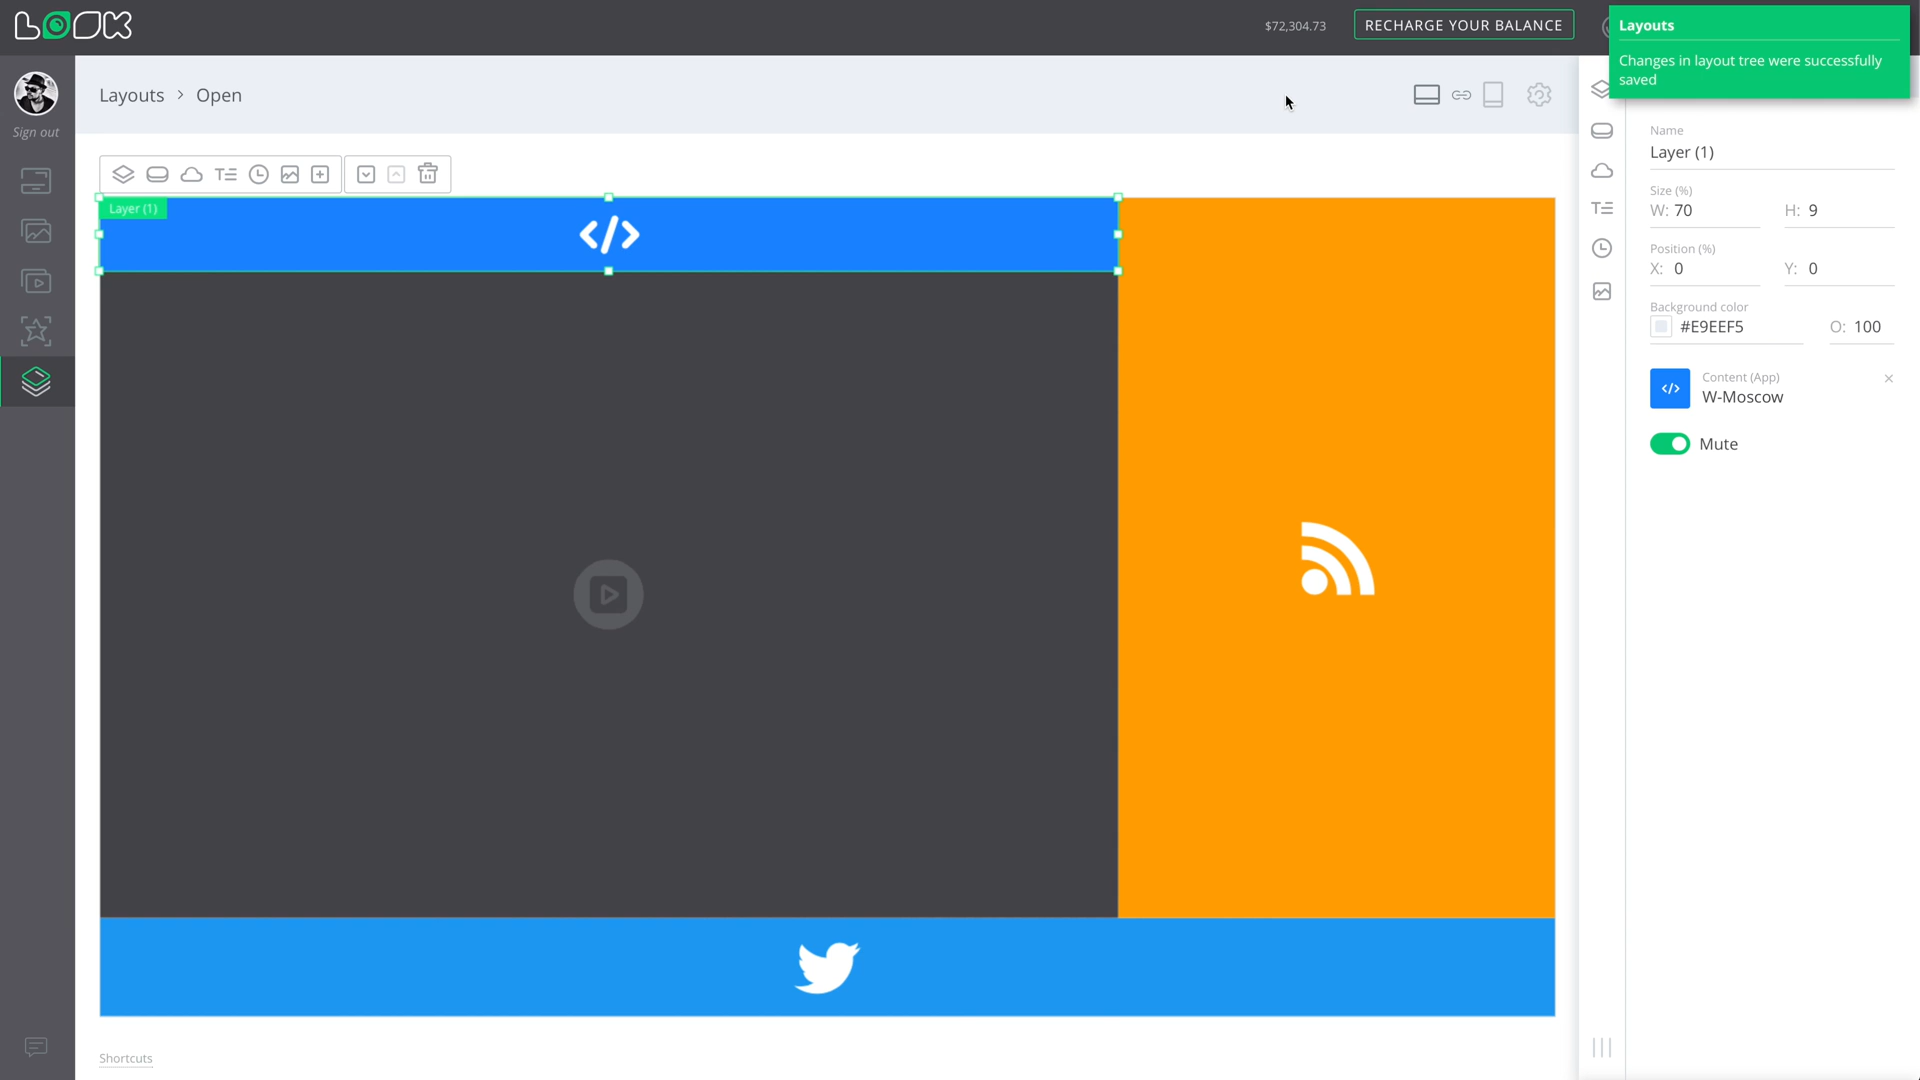 LOOK
$72,304.73
RECHARGE YOUR BALANCE
Layouts
Changes in layout tree were successfully
saved
Sign out
Layouts > Open
Layer (1)
Name
Layer (1)
Size (%)
W: 70
H: 9
Position (%)
X: 0
Y: 0
Background color
#E9EEF5
O: 100
Content (App)
W-Moscow
Mute
Shortcuts